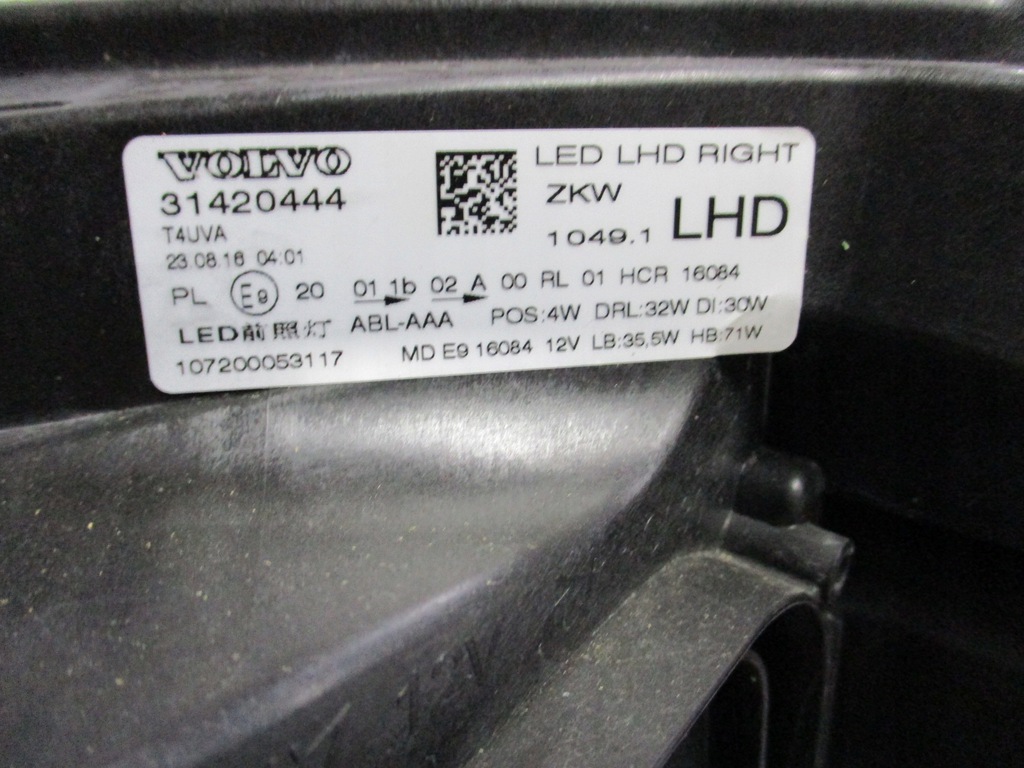 VOLVO
31420444
T4UVA
23.08.16 04:01
LED LHD RIGHT
ZKW
1049.1
LHD
PL E9 20 01 1b 02 A 00 RL 01 HCR 16084
LED前照灯 ABL-AAA POS:4W DRL:32W DI:30W
107200053117 MD E9 16084 12V LB:35,5W HB:71W